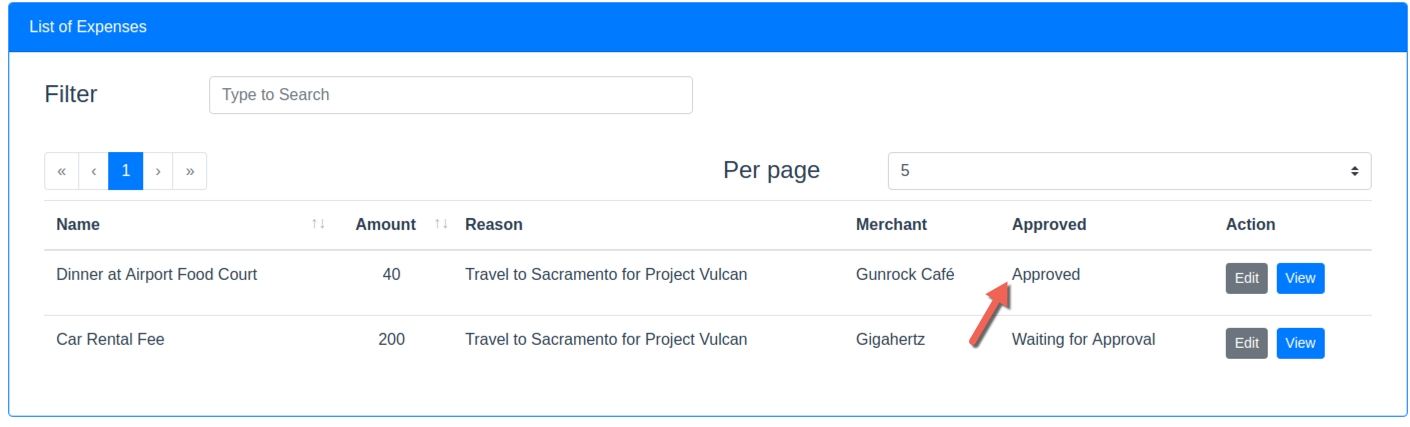 List of Expenses
Filter Type to Search
« ‹ 1 › » Per page 5
Name ↑↓ Amount ↑↓ Reason Merchant Approved Action
Dinner at Airport Food Court 40 Travel to Sacramento for Project Vulcan Gunrock Café Approved Edit View
Car Rental Fee 200 Travel to Sacramento for Project Vulcan Gigahertz Waiting for Approval Edit View